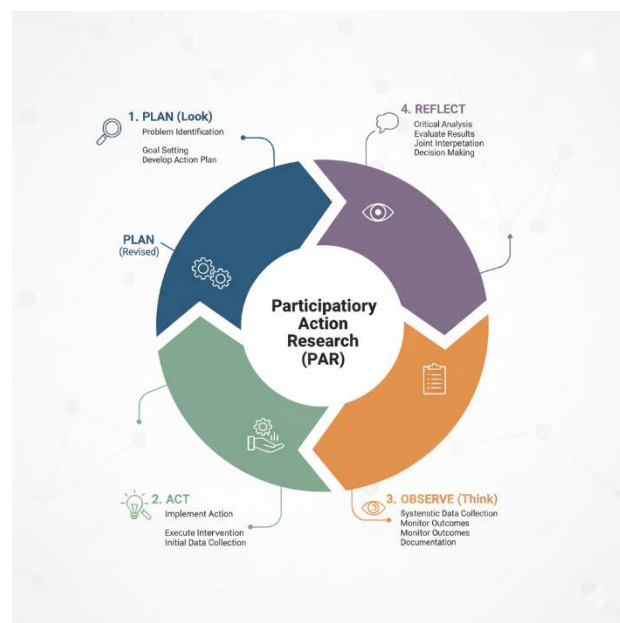 1. PLAN (Look)
Problem Identification
Goal Setting
Develop Action Plan
4. REFLECT
Critical Analysis
Evaluate Results
Joint Interpetation
Decision Making
PLAN
(Revised)
Participatiory
Action
Research
(PAR)
2. ACT
Implement Action
Execute Intervention
Initial Data Collection
3. OBSERVE (Think)
Systematic Data Collection
Monitor Outcomes
Monitor Outcomes
Documentation